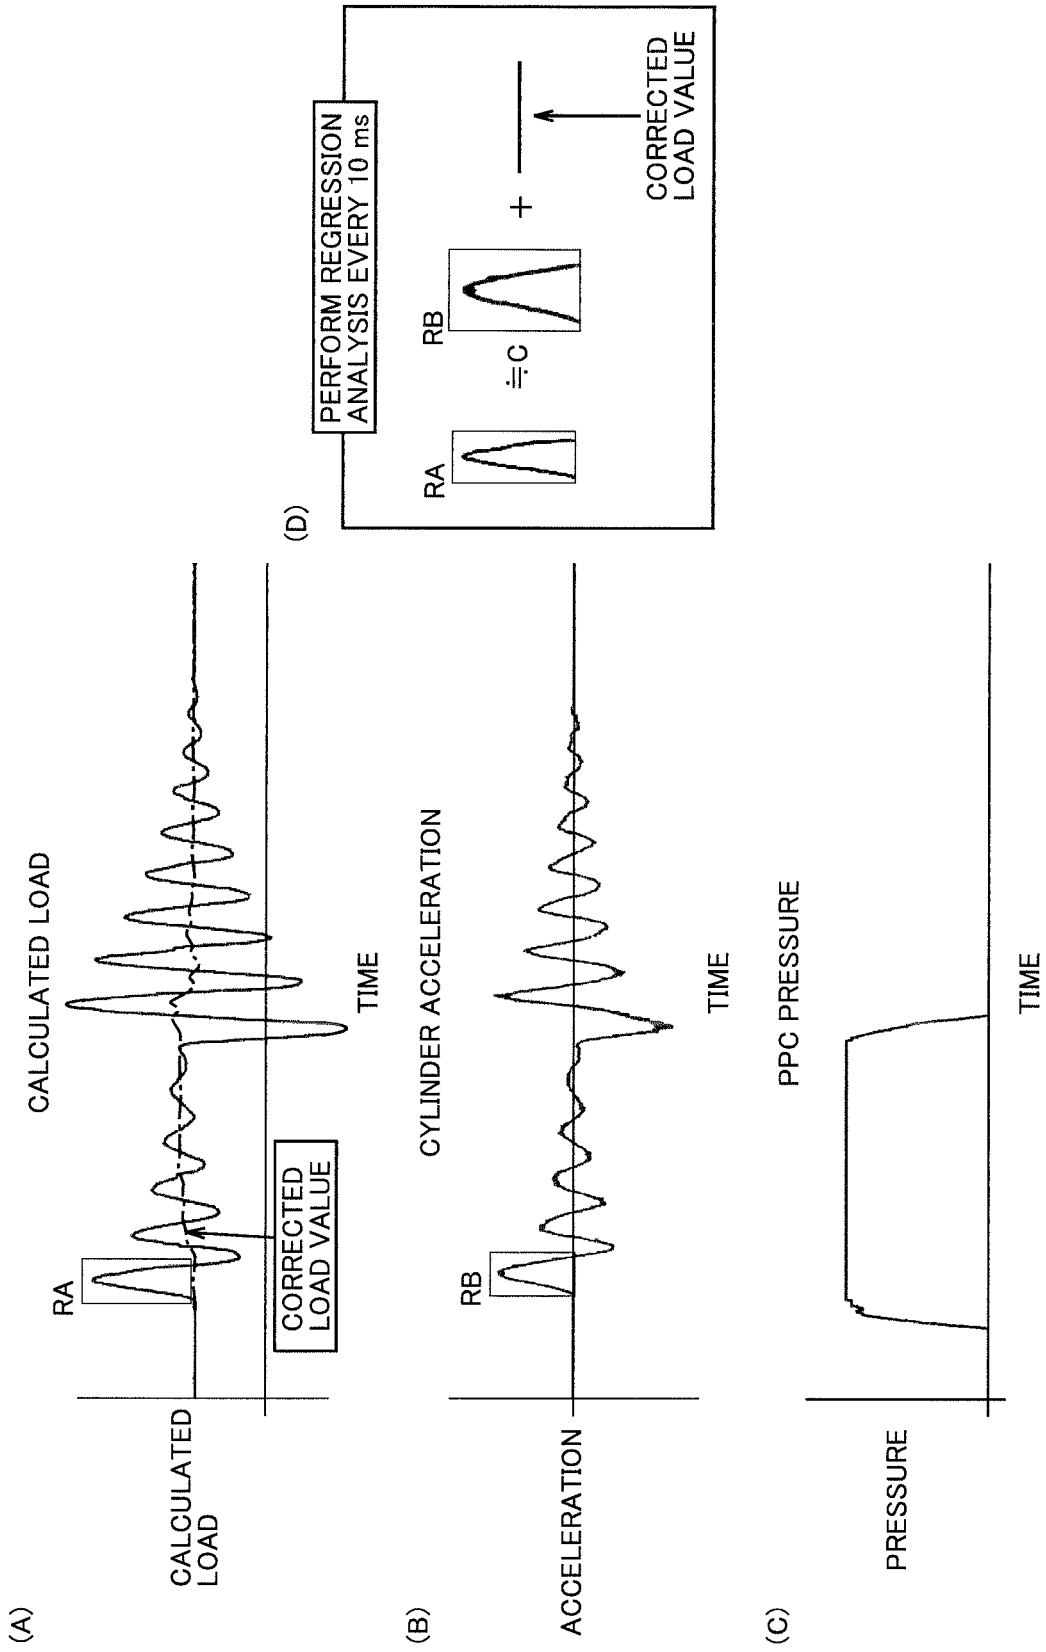 (A)
CALCULATED LOAD
CALCULATED
LOAD
RA
CORRECTED
LOAD VALUE
TIME
(B)
CYLINDER ACCELERATION
ACCELERATION
RB
TIME
(C)
PPC PRESSURE
PRESSURE
TIME
(D)
PERFORM REGRESSION
ANALYSIS EVERY 10 ms
RA
≒C
RB
+
CORRECTED
LOAD VALUE